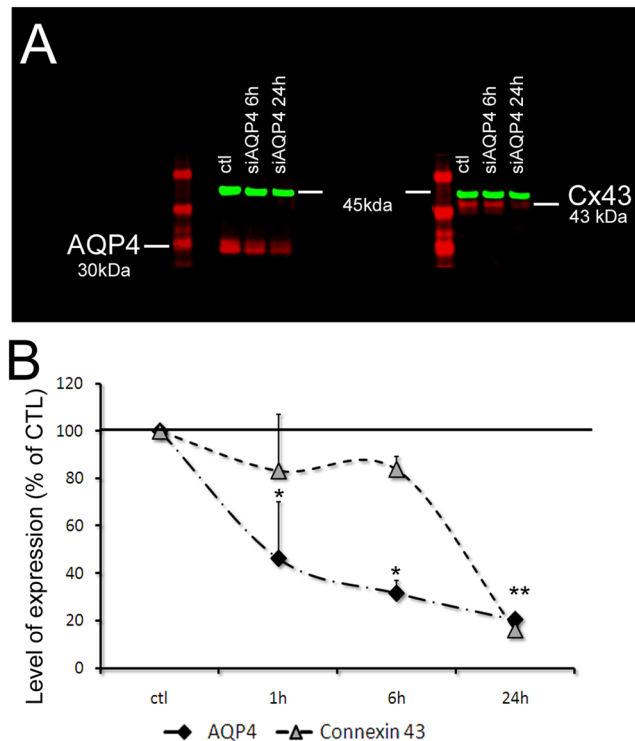 A
ctl
siAQP4 6h
siAQP4 24h
ctl
siAQP4 6h
siAQP4 24h
45kda
Cx43
43 kDa
AQP4
30kDa
B
Level of expression (% of CTL)
120
100
80
60
40
20
0
*
*
**
ctl 1h 6h 24h
AQP4 Connexin 43